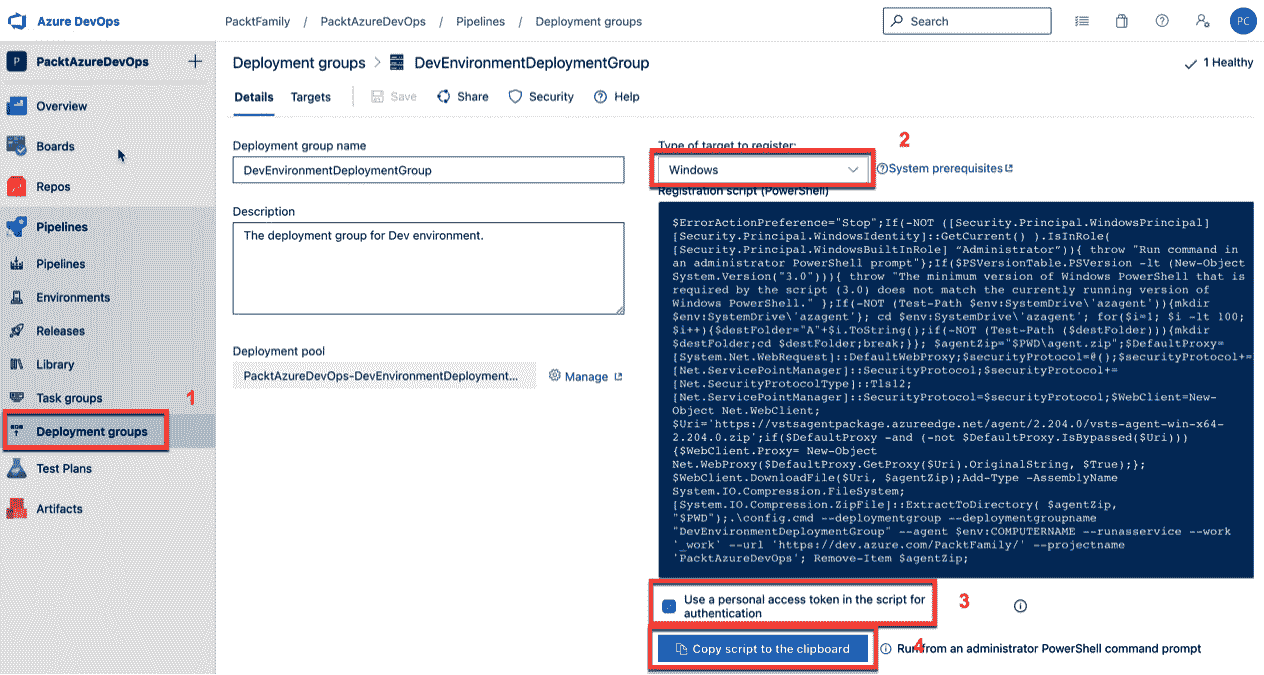 Azure DevOps
PacktFamily / PacktAzureDevOps / Pipelines / Deployment groups
Search
PC
P PacktAzureDevOps
Overview
Boards
Repos
Pipelines
Pipelines
Environments
Releases
Library
Task groups
1
Deployment groups
Test Plans
Artifacts
Deployment groups > DevEnvironmentDeploymentGroup
1 Healthy
Details Targets Save Share Security Help
Deployment group name
DevEnvironmentDeploymentGroup
Description
The deployment group for Dev environment.
Deployment pool
PacktAzureDevOps-DevEnvironmentDeployment... Manage
Type of target to register:
2
Windows
System prerequisites
Registration script (PowerShell)
$ErrorActionPreference="Stop";If(-NOT ([Security.Principal.WindowsPrincipal]
[Security.Principal.WindowsIdentity]::GetCurrent() ).IsInRole(
[Security.Principal.WindowsBuiltInRole] “Administrator”)){ throw "Run command in
an administrator PowerShell prompt"};If($PSVersionTable.PSVersion -lt (New-Object
System.Version("3.0"))){ throw "The minimum version of Windows PowerShell that is
required by the script (3.0) does not match the currently running version of
Windows PowerShell." };If(-NOT (Test-Path $env:SystemDrive\'azagent')){mkdir
$env:SystemDrive\'azagent'}; cd $env:SystemDrive\'azagent'; for($i=1; $i -lt 100;
$i++){$destFolder="A"+$i.ToString();if(-NOT (Test-Path ($destFolder))){mkdir
$destFolder;cd $destFolder;break;}}; $agentZip="$PWD\agent.zip";$DefaultProxy=
[System.Net.WebRequest]::DefaultWebProxy;$securityProtocol=@();$securityProtocol+=
[Net.ServicePointManager]::SecurityProtocol;$securityProtocol+=
[Net.SecurityProtocolType]::Tls12;
[Net.ServicePointManager]::SecurityProtocol=$securityProtocol;$WebClient=New-
Object Net.WebClient;
$Uri='https://vstsagentpackage.azureedge.net/agent/2.204.0/vsts-agent-win-x64-
2.204.0.zip';if($DefaultProxy -and (-not $DefaultProxy.IsBypassed($Uri)))
{$WebClient.Proxy= New-Object
Net.WebProxy($DefaultProxy.GetProxy($Uri).OriginalString, $True);};
$WebClient.DownloadFile($Uri, $agentZip);Add-Type -AssemblyName
System.IO.Compression.FileSystem;
[System.IO.Compression.ZipFile]::ExtractToDirectory( $agentZip,
"$PWD");.\config.cmd --deploymentgroup --deploymentgroupname
"DevEnvironmentDeploymentGroup" --agent $env:COMPUTERNAME --runasservice --work
'_work' --url 'https://dev.azure.com/PacktFamily/' --projectname
'PacktAzureDevOps'; Remove-Item $agentZip;
Use a personal access token in the script for
authentication
3
Copy script to the clipboard
4
Run from an administrator PowerShell command prompt